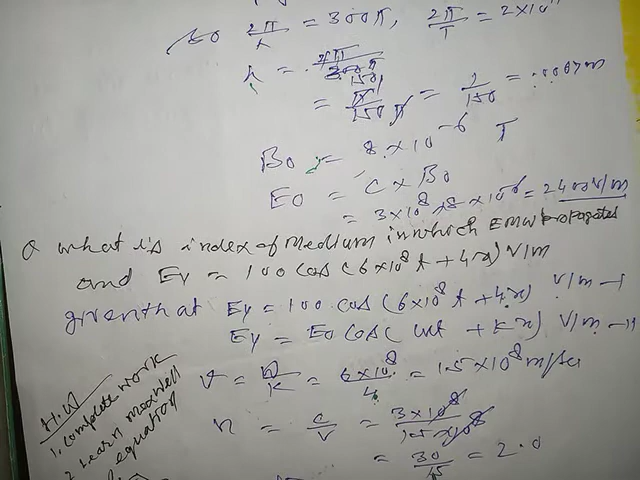 so 2π/λ = 300π, 2π/T = 2×10
λ = 2π/300π 150
= π/150π = 1/150 = .0067m
B0 = 8×10^-6 T
E0 = C × B0
= 3×10^8 × 8×10^-6 = 2400 V/m
Q what is index of medium in which EMW propagates
and Ey = 100 cos (6×10^8 t + 4x) V/m
given that Ey = 100 cos (6×10^8 t + 4x) V/m - I
Ey = E0 cos (wt + kx) V/m - II
v = w/k = 6×10^8/4 = 1.5×10^8 m/sec
n = c/v = 3×10^8/1.5×10^8
= 30/15 = 2.0
H.W
1. complete work
2 Learn maxwell
equation